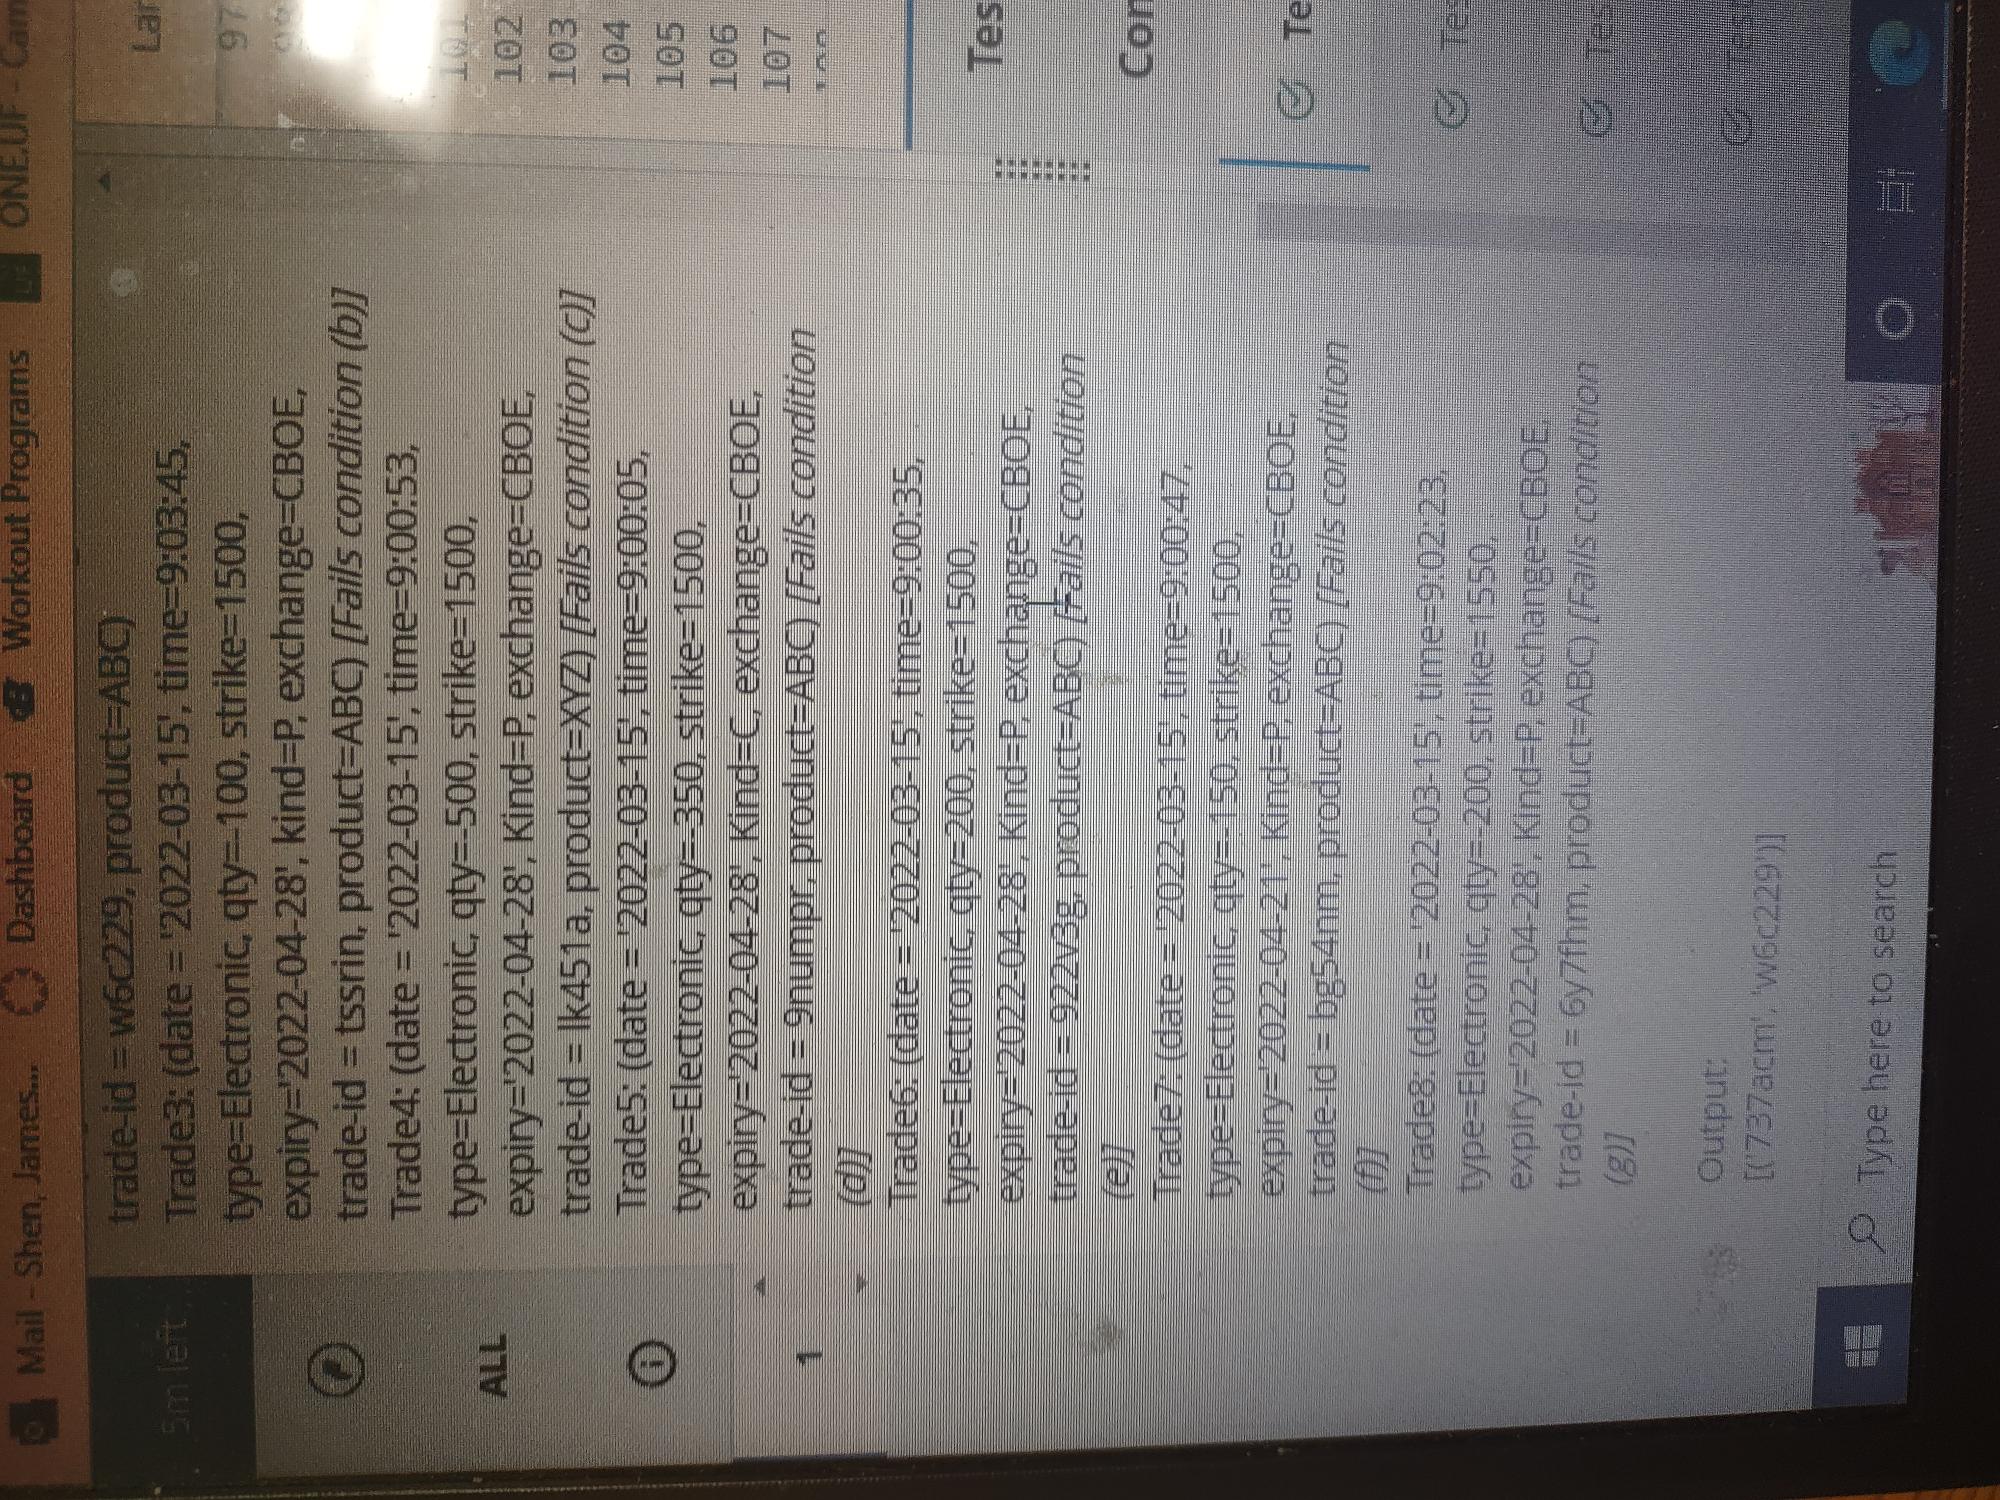 Mail - Shen, James...
Dashboard
Workout Programs
ONE.UF - Cam
5m left
ALL
1
trade-id = w6c229, product=ABC)
Trade3: (date = '2022-03-15', time=9:03:45,
type=Electronic, qty=-100, strike=1500,
expiry='2022-04-28', kind=P, exchange=CBOE,
trade-id = tssrin, product=ABC) [Fails condition (b)]
Trade4: (date = '2022-03-15', time=9:00:53,
type=Electronic, qty=-500, strike=1500,
expiry='2022-04-28', Kind=P, exchange=CBOE,
trade-id = lk451a, product=XYZ) [Fails condition (c)]
Trade5: (date = '2022-03-15', time=9:00:05,
type=Electronic, qty=-350, strike=1500,
expiry='2022-04-28', Kind=C, exchange=CBOE,
trade-id = 9numpr, product=ABC) [Fails condition
(d)]
Trade6: (date = '2022-03-15', time=9:00:35,
type=Electronic, qty=200, strike=1500,
expiry='2022-04-28', Kind=P, exchange=CBOE,
trade-id = 922v3g, product=ABC) [Fails condition
(e)]
Trade7: (date = '2022-03-15', time=9:00:47,
type=Electronic, qty=-150, strike=1500,
expiry='2022-04-21', Kind=P, exchange=CBOE,
trade-id = bg54nm, product=ABC) [Fails condition
(f)]
Trade8: (date = '2022-03-15', time=9:02:23,
type=Electronic, qty=-200, strike=1550,
expiry='2022-04-28', Kind=P, exchange=CBOE,
trade-id = 6y7fhm, product=ABC) [Fails condition
(g)]
Output:
[('737acm', 'w6c229')]
Lan
97
101
102
103
104
105
106
107
Tes
Con
Te
Tes
Tes
Test
Type here to search